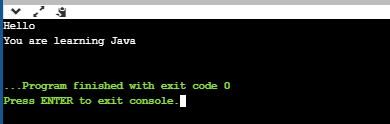 Hello
You are learning Java
...Program finished with exit code 0
Press ENTER to exit console.